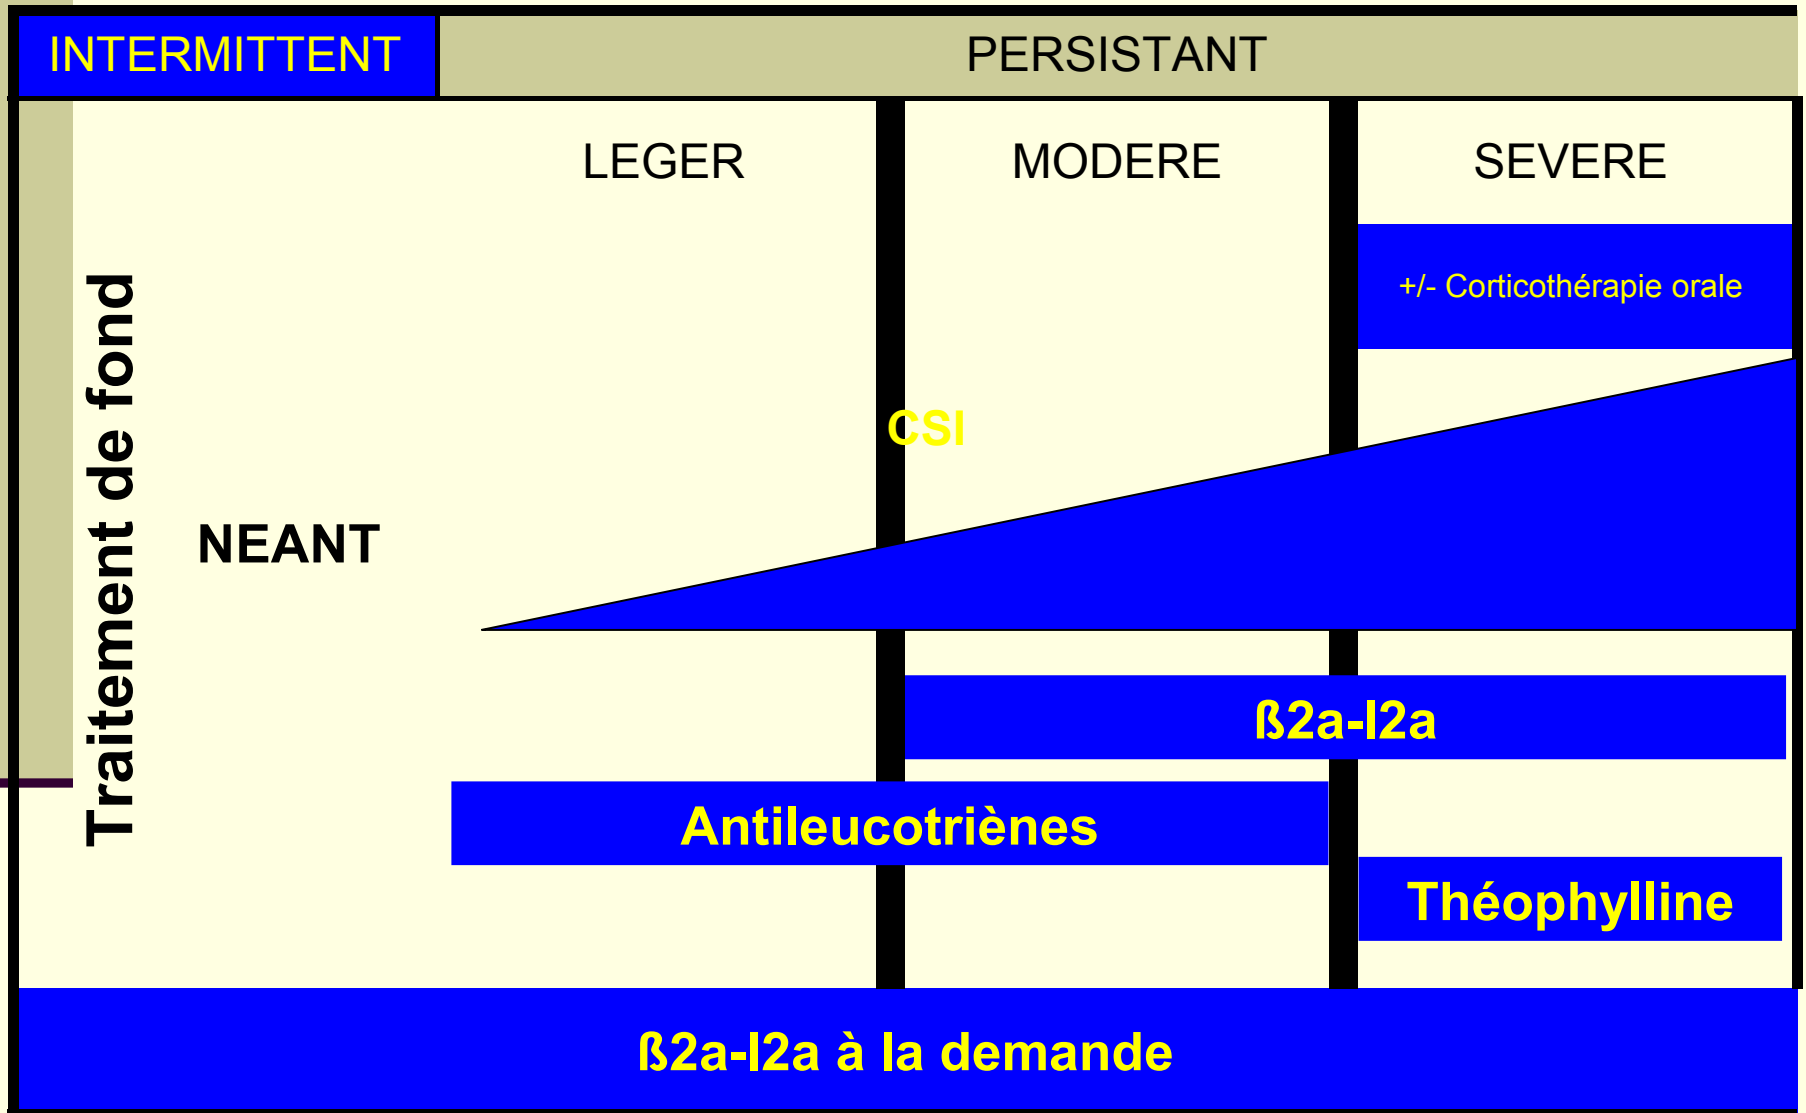 INTERMITTENT
PERSISTANT
LEGER
MODERE
SEVERE
+/- Corticothérapie orale
Traitement de fond
CSI
NEANT
ß2a-l2a
Antileucotriènes
Théophylline
ß2a-l2a à la demande